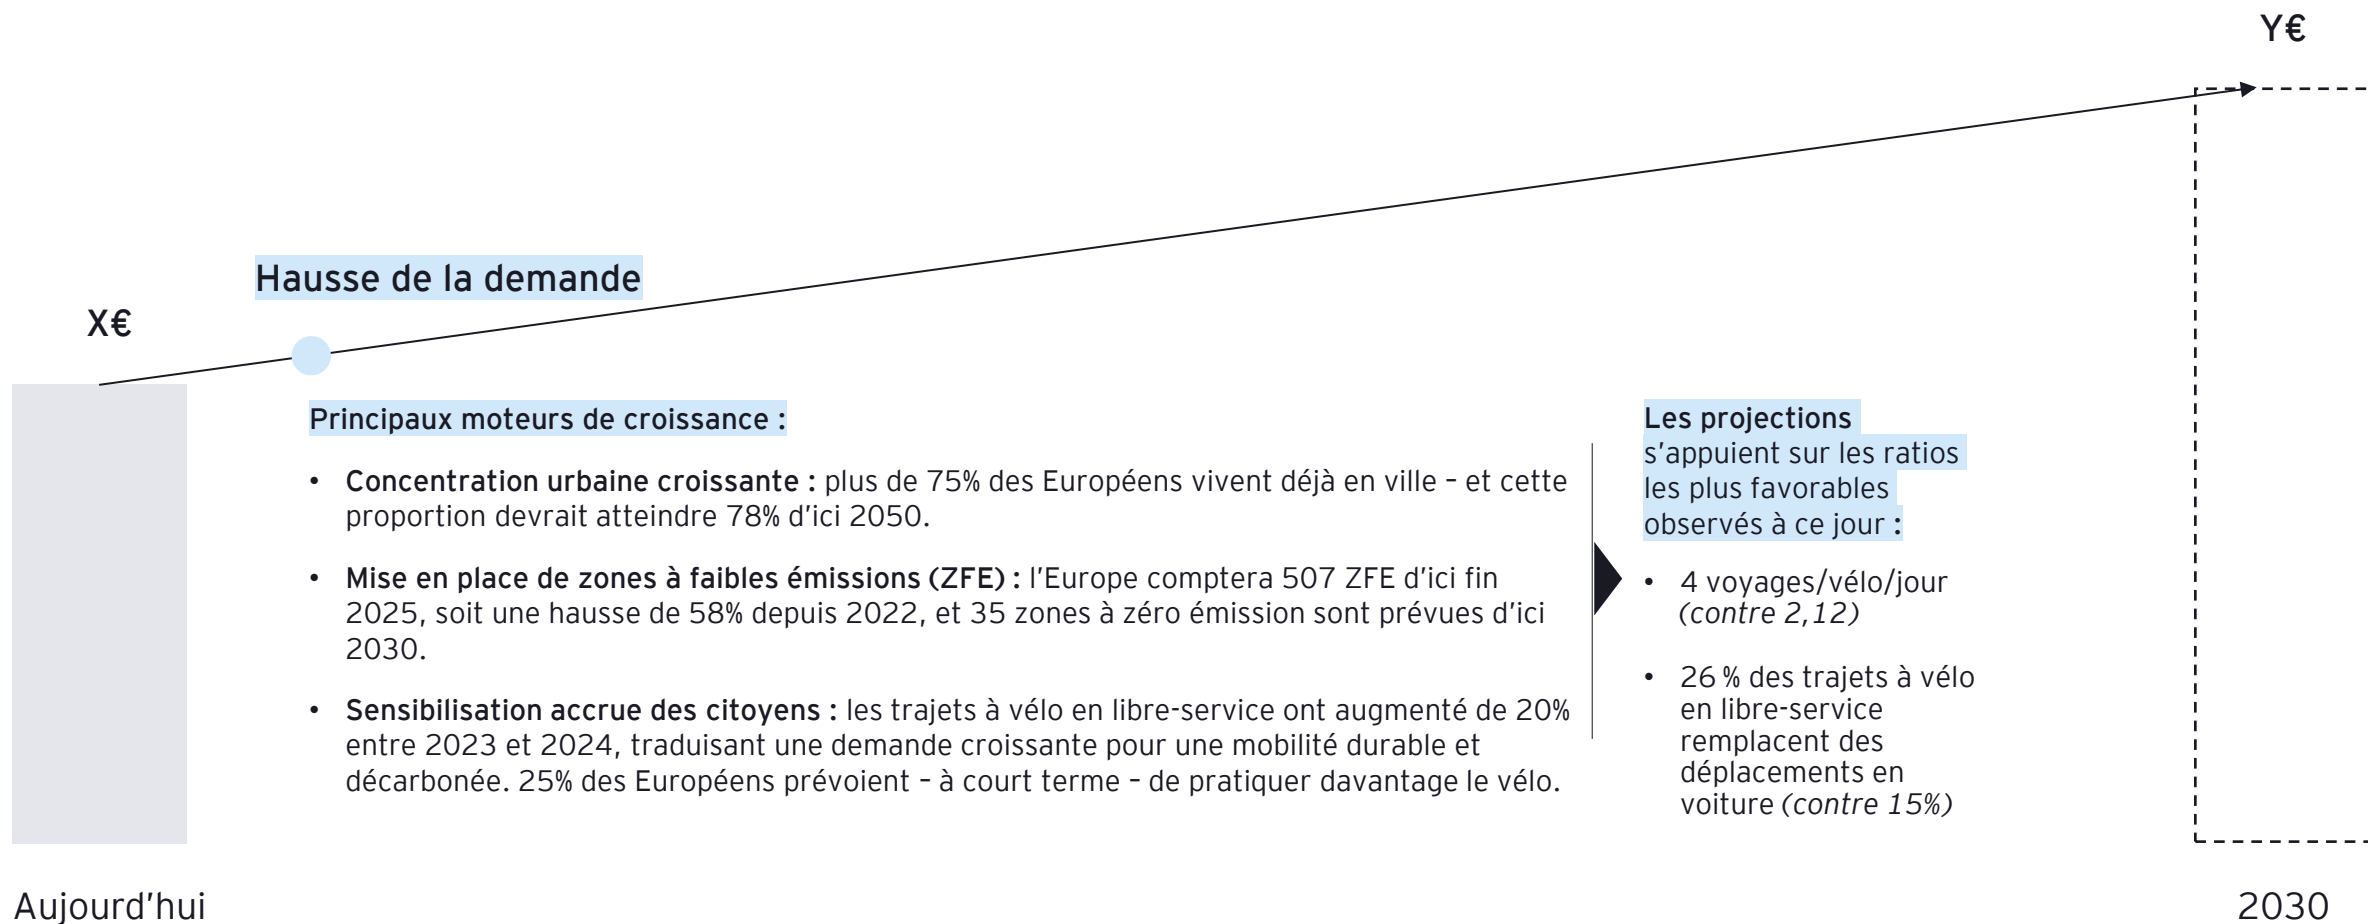 Y€
Hausse de la demande
X€
Principaux moteurs de croissance :
• Concentration urbaine croissante : plus de 75% des Européens vivent déjà en ville – et cette
proportion devrait atteindre 78% d'ici 2050.
• Mise en place de zones à faibles émissions (ZFE) : l'Europe comptera 507 ZFE d'ici fin
2025, soit une hausse de 58% depuis 2022, et 35 zones à zéro émission sont prévues d'ici
2030.
• Sensibilisation accrue des citoyens : les trajets à vélo en libre-service ont augmenté de 20%
entre 2023 et 2024, traduisant une demande croissante pour une mobilité durable et
décarbonée. 25% des Européens prévoient – à court terme – de pratiquer davantage le vélo.
Les projections
s'appuient sur les ratios
les plus favorables
observés à ce jour :
• 4 voyages/vélo/jour
(contre 2,12)
• 26 % des trajets à vélo
en libre-service
remplacent des
déplacements en
voiture (contre 15%)
Aujourd'hui
2030